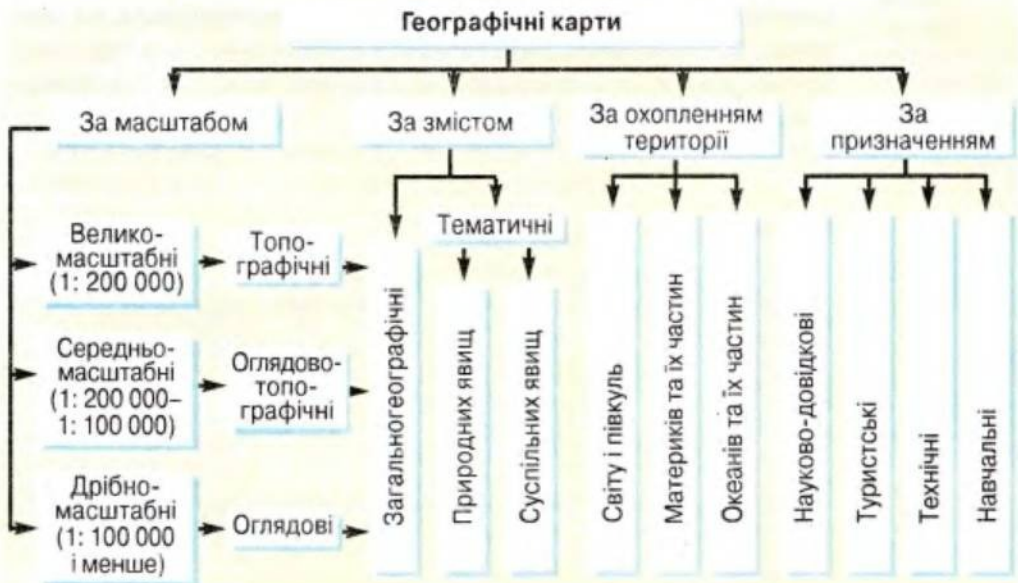 Географічні карти
За масштабом
За змістом
За охопленням
території
За
призначенням
Велико-
масштабні
(1: 200 000)
Топо-
графічні
Середньо-
масштабні
(1: 200 000–
1: 100 000)
Оглядово-
топо-
графічні
Дрібно-
масштабні
(1: 100 000
і менше)
Оглядові
Загальногеографічні
Тематичні
Природних явищ
Суспільних явищ
Світу і півкуль
Материків та їх частин
Океанів та їх частин
Науково-довідкові
Туристські
Технічні
Навчальні